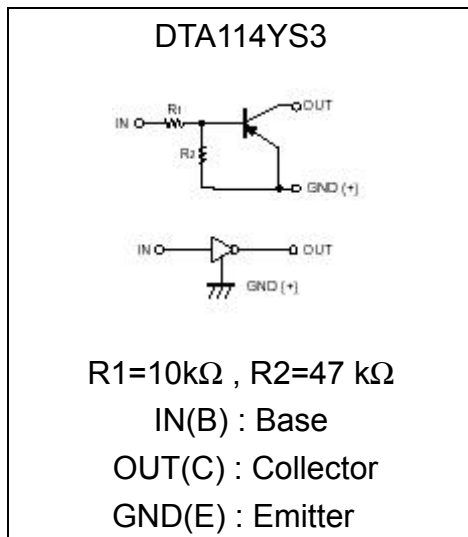 DTA114YS3
R1
OUT
IN
R2
GND (+)
IN
OUT
GND (+)
R1=10kΩ , R2=47 kΩ
IN(B) : Base
OUT(C) : Collector
GND(E) : Emitter